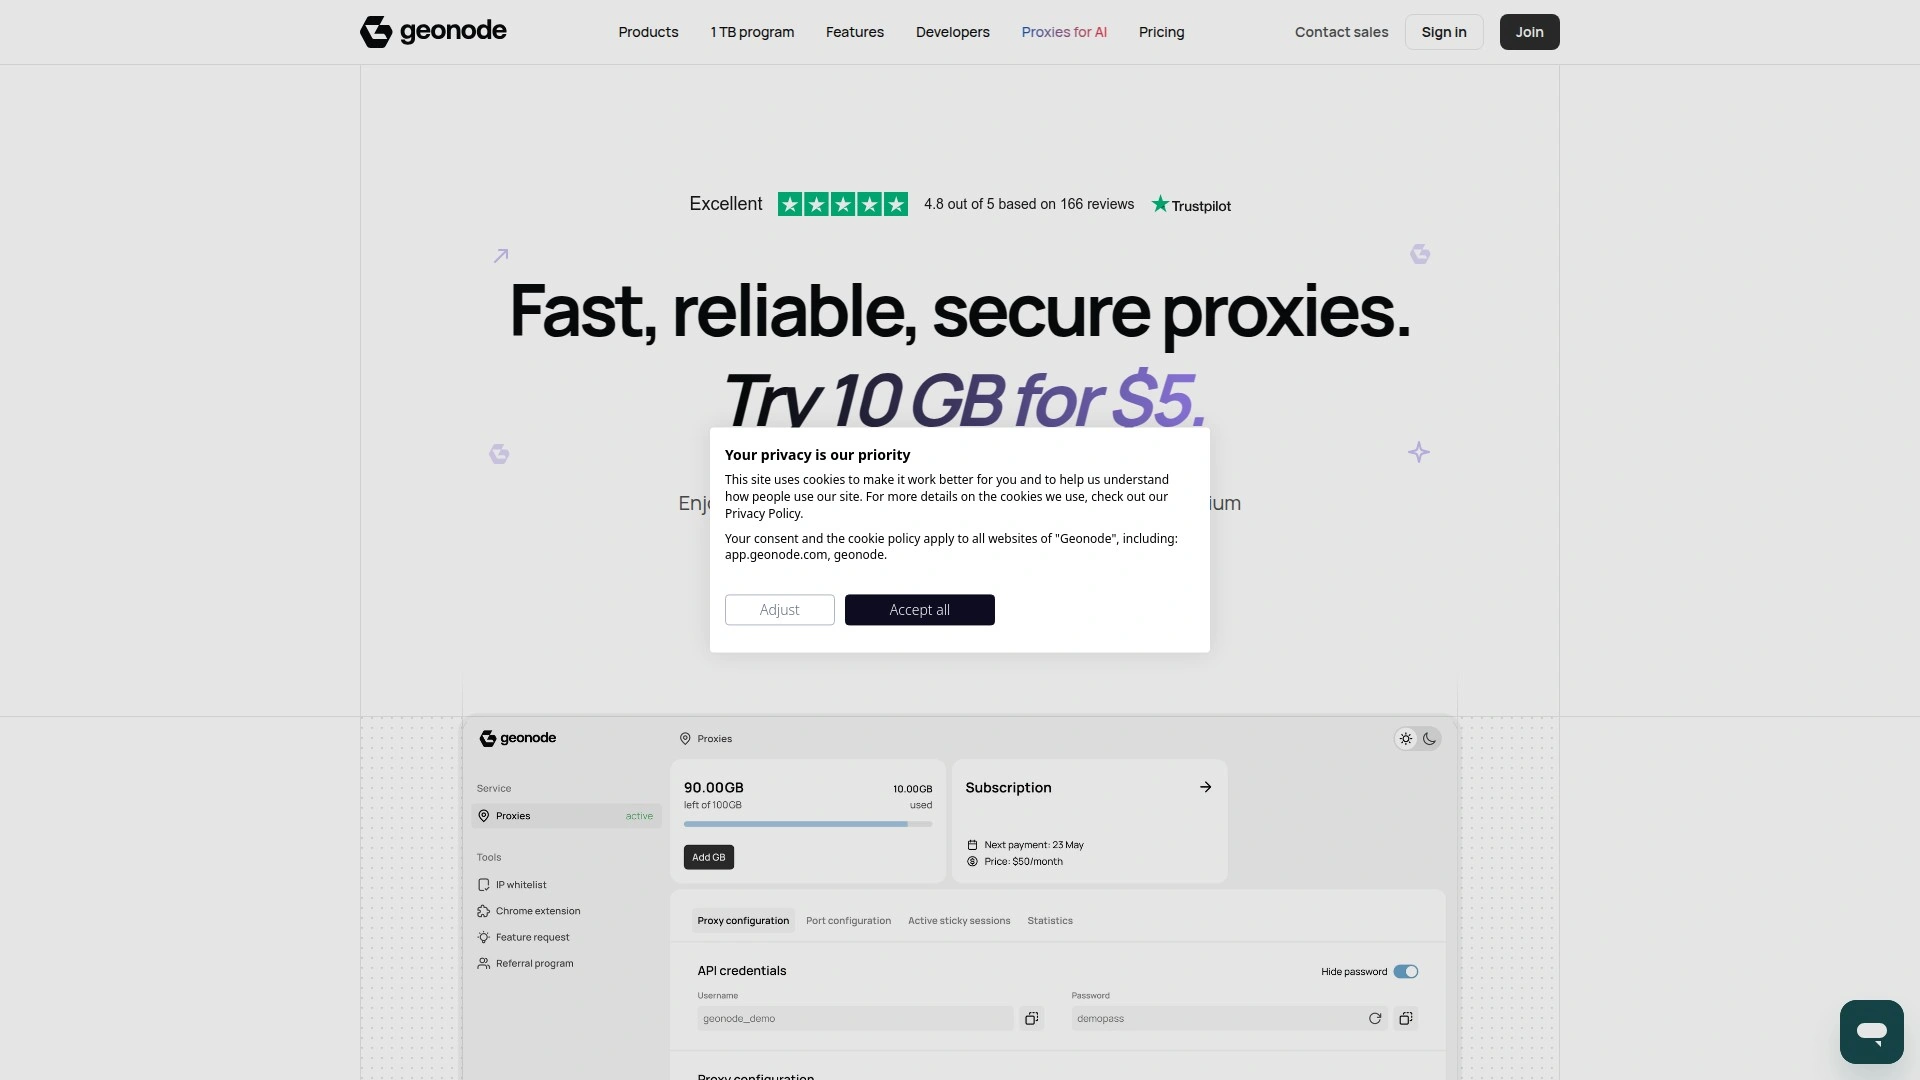 geonode
Products
1 TB program
Features
Developers
Proxies for AI
Pricing
Contact sales
Sign in
Join
Excellent
4.8 out of 5 based on 166 reviews
Trustpilot
Fast, reliable, secure proxies.
Try 10 GB for $5.
Your privacy is our priority
This site uses cookies to make it work better for you and to help us understand
how people use our site. For more details on the cookies we use, check out our
Privacy Policy.
Your consent and the cookie policy apply to all websites of "Geonode", including:
app.geonode.com, geonode.
Adjust
Accept all
geonode
Proxies
Service
Proxies
active
Tools
IP whitelist
Chrome extension
Feature request
Referral program
90.00GB
10.00GB
left of 100GB
used
Add GB
Subscription
Next payment: 23 May
Price: $50/month
Proxy configuration
Port configuration
Active sticky sessions
Statistics
API credentials
Hide password
Username
Password
geonode_demo
demopass
Proxy configuration